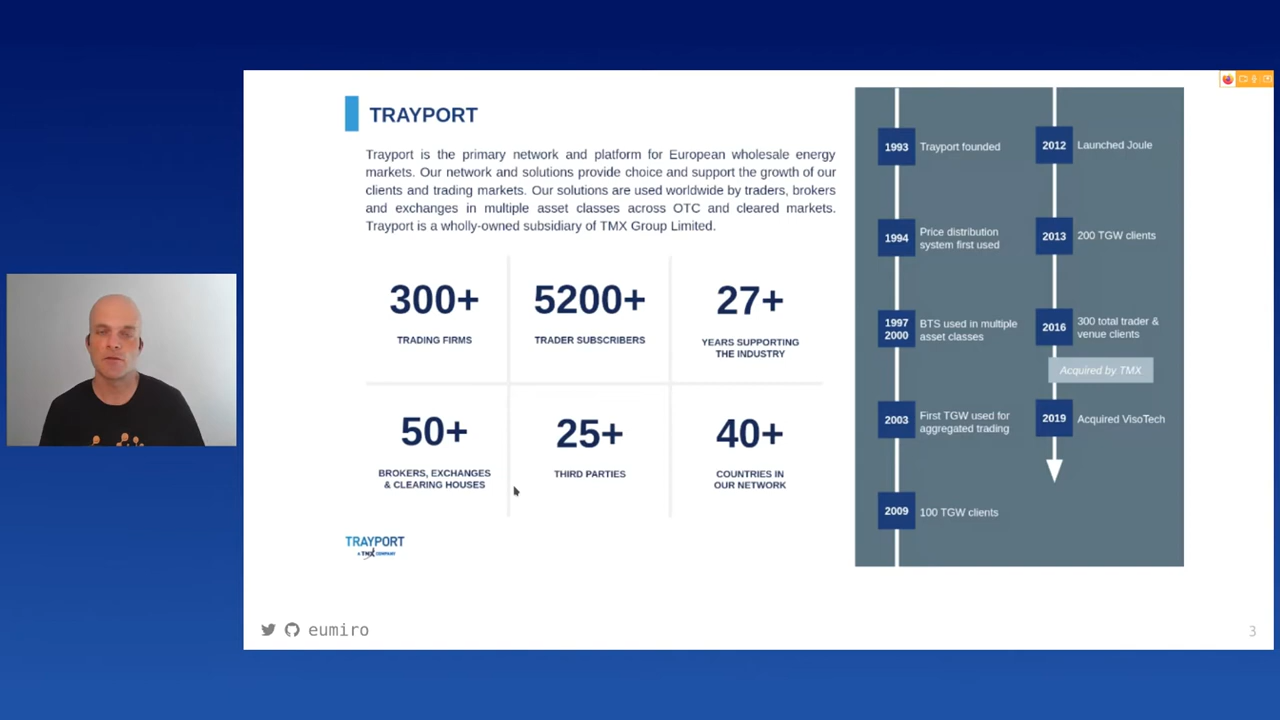 TRAYPORT
Trayport is the primary network and platform for European wholesale energy
markets. Our network and solutions provide choice and support the growth of our
clients and trading markets. Our solutions are used worldwide by traders, brokers
and exchanges in multiple asset classes across OTC and cleared markets.
Trayport is a wholly-owned subsidiary of TMX Group Limited.
300+
TRADING FIRMS
5200+
TRADER SUBSCRIBERS
27+
YEARS SUPPORTING
THE INDUSTRY
50+
BROKERS, EXCHANGES
& CLEARING HOUSES
25+
THIRD PARTIES
40+
COUNTRIES IN
OUR NETWORK
TRAYPORT
A TMX COMPANY
1993
Trayport founded
1994
Price distribution
system first used
1997
2000
BTS used in multiple
asset classes
2003
First TGW used for
aggregated trading
2009
100 TGW clients
2012
Launched Joule
2013
200 TGW clients
2016
300 total trader &
venue clients
Acquired by TMX
2019
Acquired VisoTech
eumiro
3